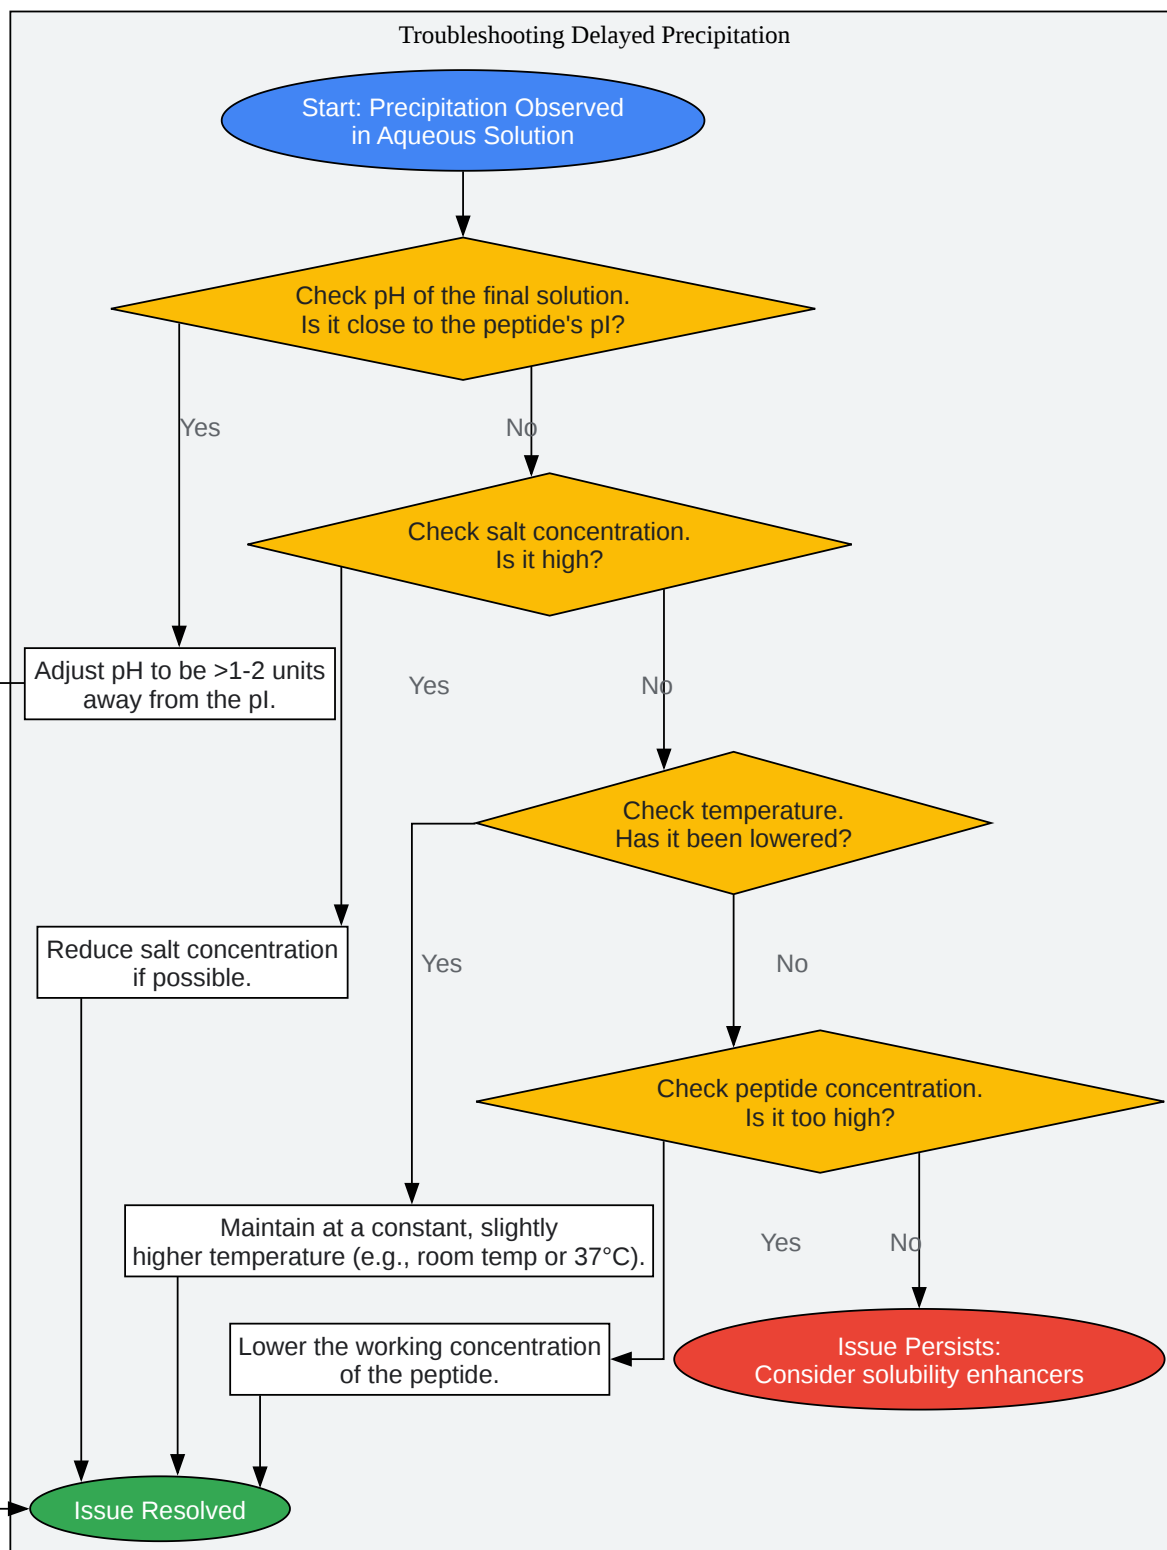 Troubleshooting Delayed Precipitation
Start: Precipitation Observed
in Aqueous Solution
Check pH of the final solution.
Is it close to the peptide's pI?
Yes
No
Check salt concentration.
Is it high?
Adjust pH to be >1-2 units
away from the pI.
Yes
No
Check temperature.
Has it been lowered?
Reduce salt concentration
if possible.
Yes
No
Check peptide concentration.
Is it too high?
Maintain at a constant, slightly
higher temperature (e.g., room temp or 37°C).
Yes
No
Lower the working concentration
of the peptide.
Issue Persists:
Consider solubility enhancers
Issue Resolved